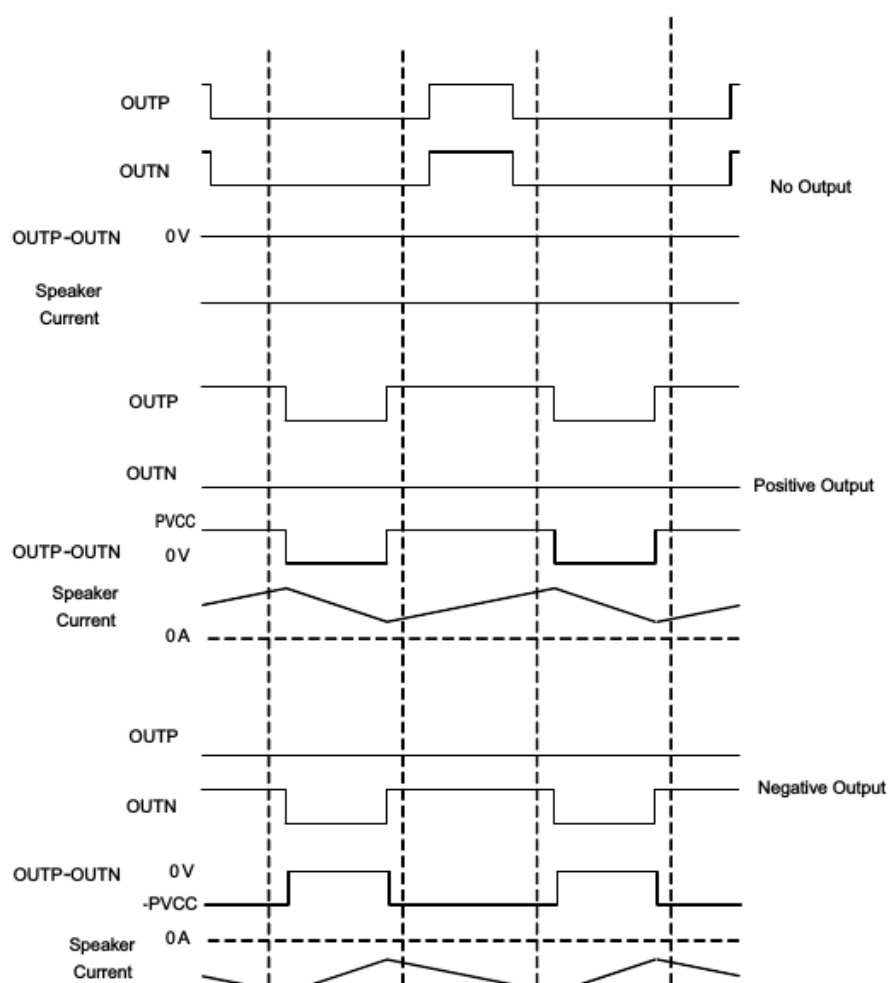 OUTP
OUTN
No Output
OUTP-OUTN 0V
Speaker
Current
OUTP
OUTN
Positive Output
PVCC
OUTP-OUTN 0V
Speaker
Current
0A
OUTP
Negative Output
OUTN
OUTP-OUTN 0V
-PVCC
0A
Speaker
Current